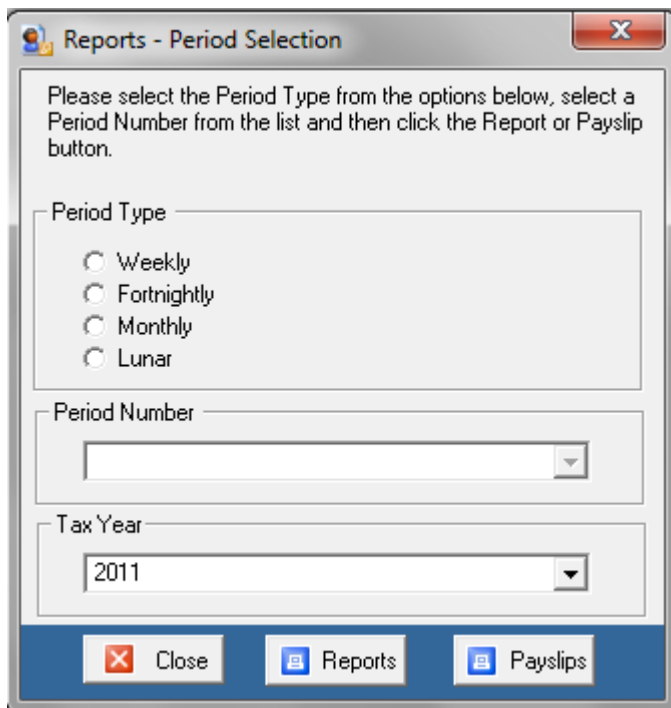 Reports - Period Selection
Please select the Period Type from the options below, select a
Period Number from the list and then click the Report or Payslip
button.
Period Type
Weekly
Fortnightly
Monthly
Lunar
Period Number
Tax Year
2011
Close Reports Payslips